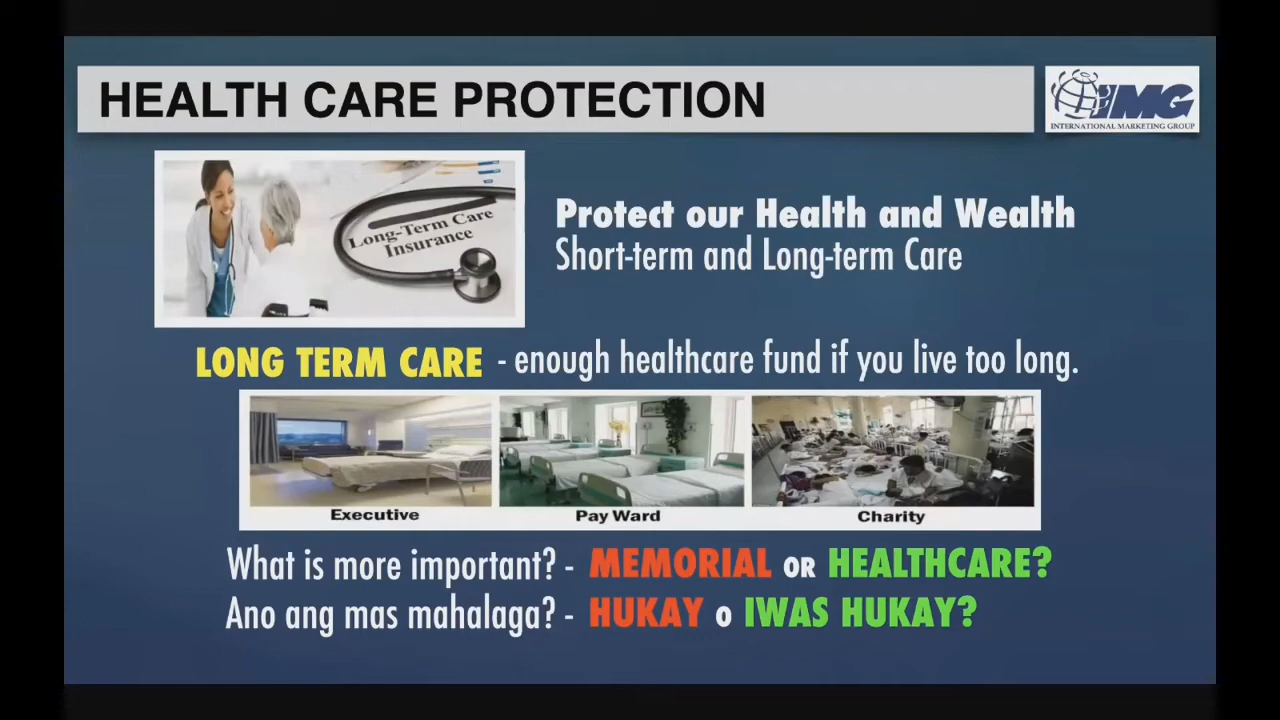 HEALTH CARE PROTECTION
IMG
INTERNATIONAL MARKETING GROUP
Long-Term Care
Insurance
Protect our Health and Wealth
Short-term and Long-term Care
LONG TERM CARE - enough healthcare fund if you live too long.
Executive
Pay Ward
Charity
What is more important? - MEMORIAL OR HEALTHCARE?
Ano ang mas mahalaga? - HUKAY o IWAS HUKAY?